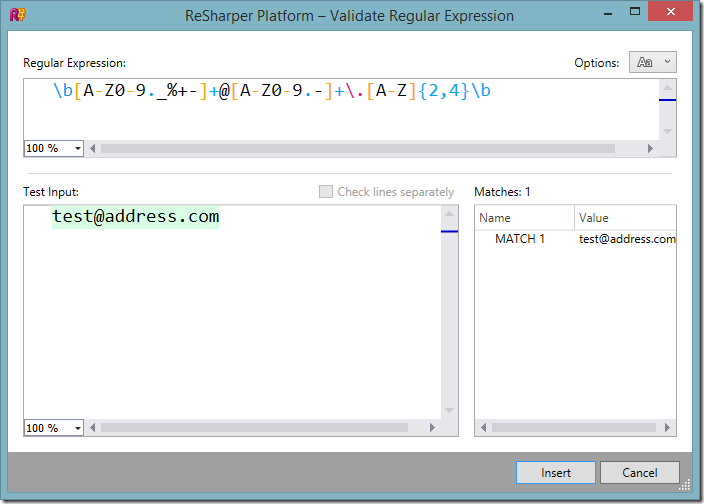 ReSharper Platform – Validate Regular Expression
Regular Expression:
Options:
Aa
\b[A-Z0-9._%+-]+@[A-Z0-9.-]+\.[A-Z]{2,4}\b
100 %
Test Input:
Check lines separately
Matches: 1
test@address.com
Name
Value
MATCH 1
test@address.com
100 %
Insert
Cancel